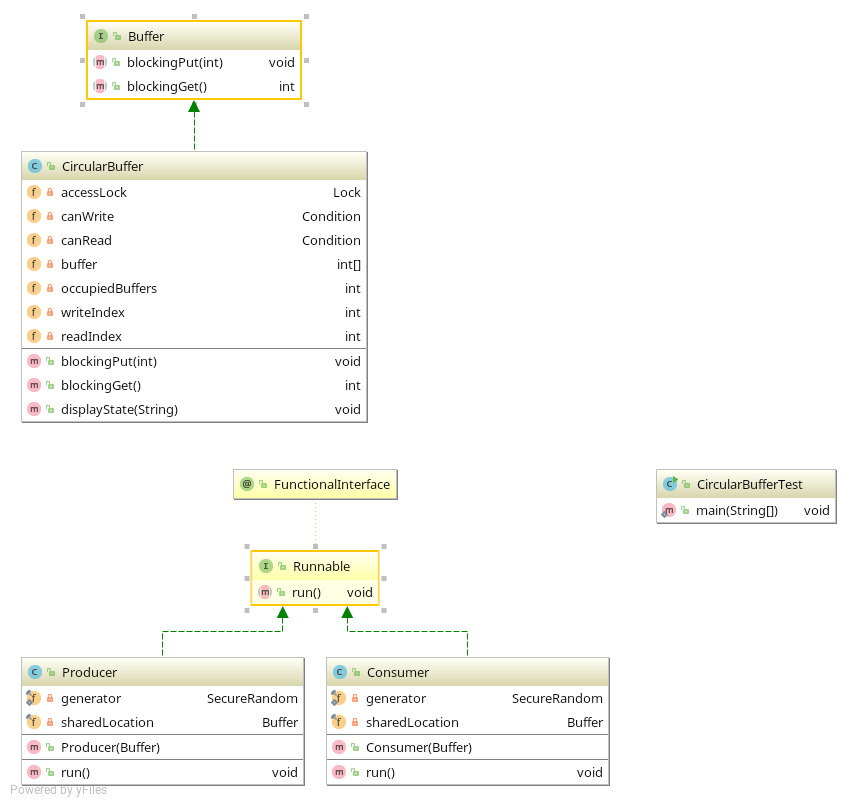 Buffer
blockingPut(int) void
blockingGet() int
CircularBuffer
accessLock Lock
canWrite Condition
canRead Condition
buffer int[]
occupiedBuffers int
writeIndex int
readIndex int
blockingPut(int) void
blockingGet() int
displayState(String) void
FunctionalInterface
CircularBufferTest
main(String[]) void
Runnable
run() void
Producer
generator SecureRandom
sharedLocation Buffer
Producer(Buffer)
run() void
Consumer
generator SecureRandom
sharedLocation Buffer
Consumer(Buffer)
run() void
Powered by yFiles